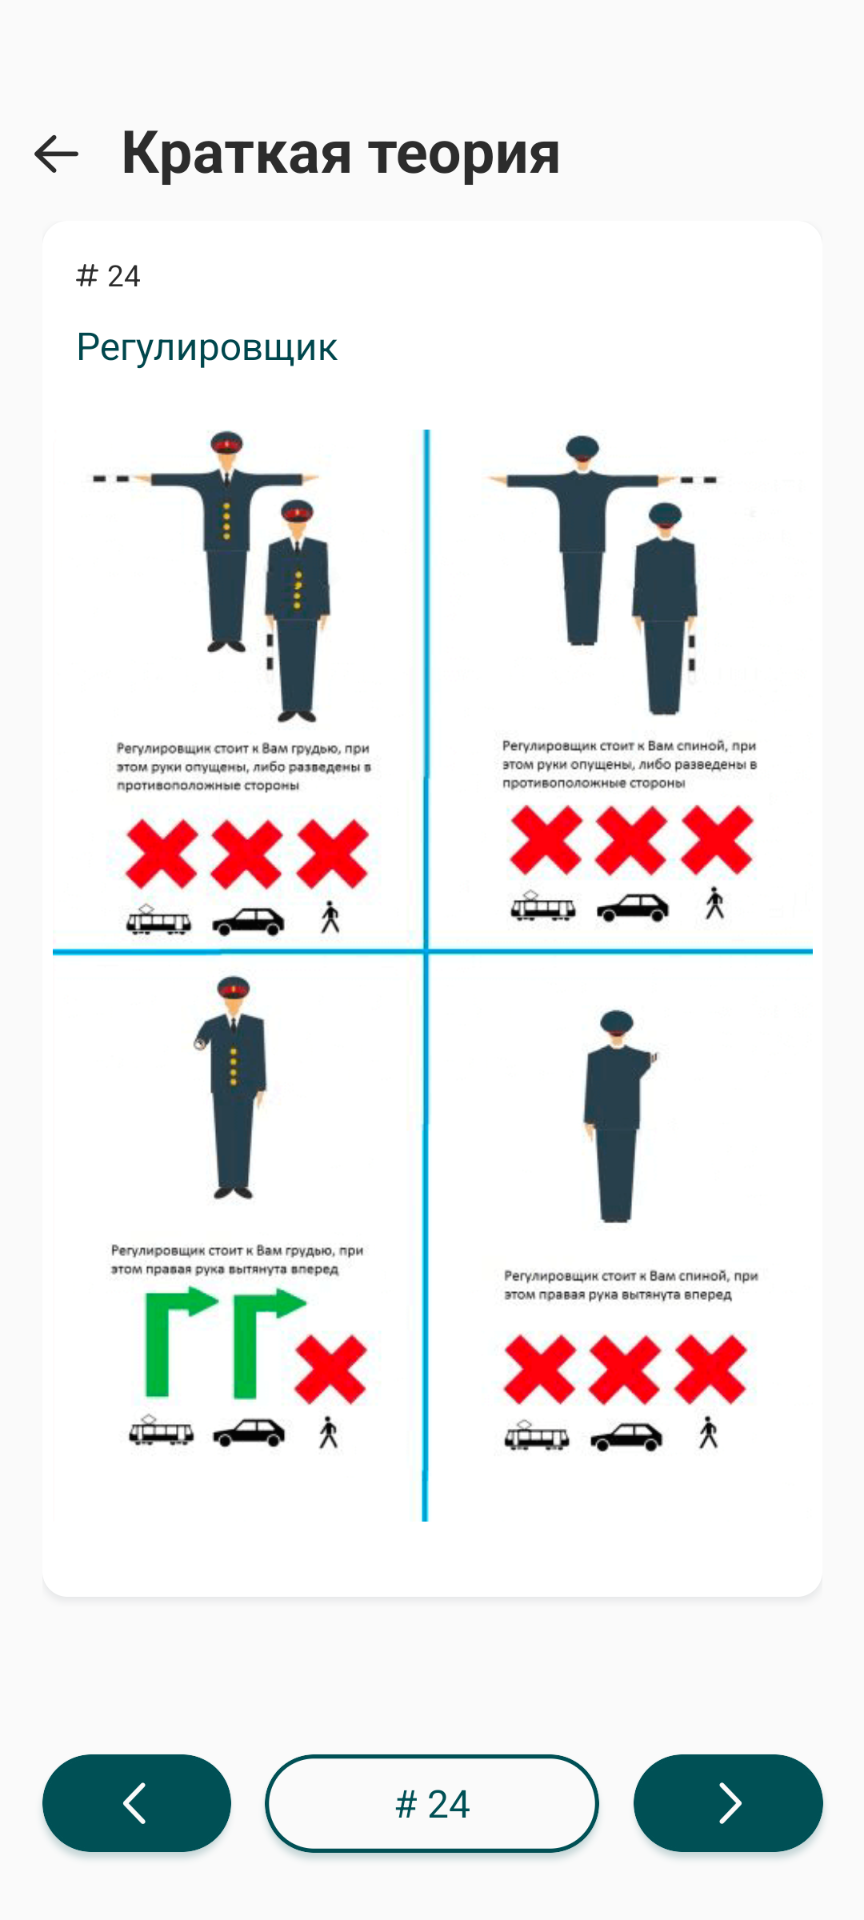 Краткая теория
# 24
Регулировщик
Регулировщик стоит к Вам грудью, при
этом руки опущены, либо разведены в
противоположные стороны
Регулировщик стоит к Вам спиной, при
этом руки опущены, либо разведены в
противоположные стороны
Регулировщик стоит к Вам грудью, при
этом правая рука вытянута вперед
Регулировщик стоит к Вам спиной, при
этом правая рука вытянута вперед
# 24